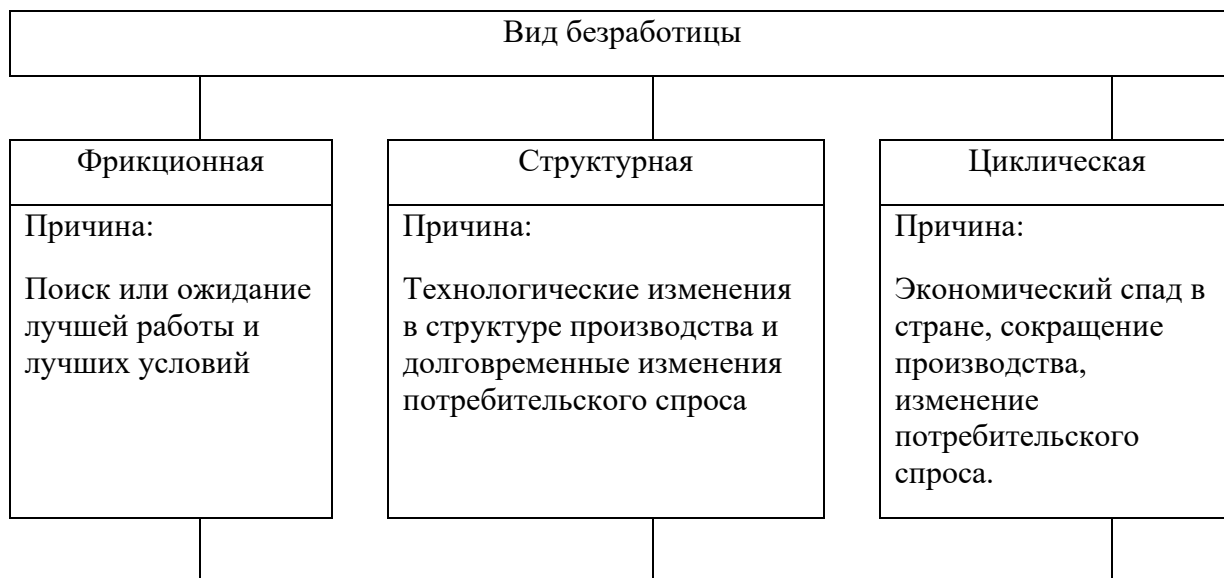 Вид безработицы
Фрикционная
Причина:
Поиск или ожидание
лучшей работы и
лучших условий
Структурная
Причина:
Технологические изменения
в структуре производства и
долговременные изменения
потребительского спроса
Циклическая
Причина:
Экономический спад в
стране, сокращение
производства,
изменение
потребительского
спроса.